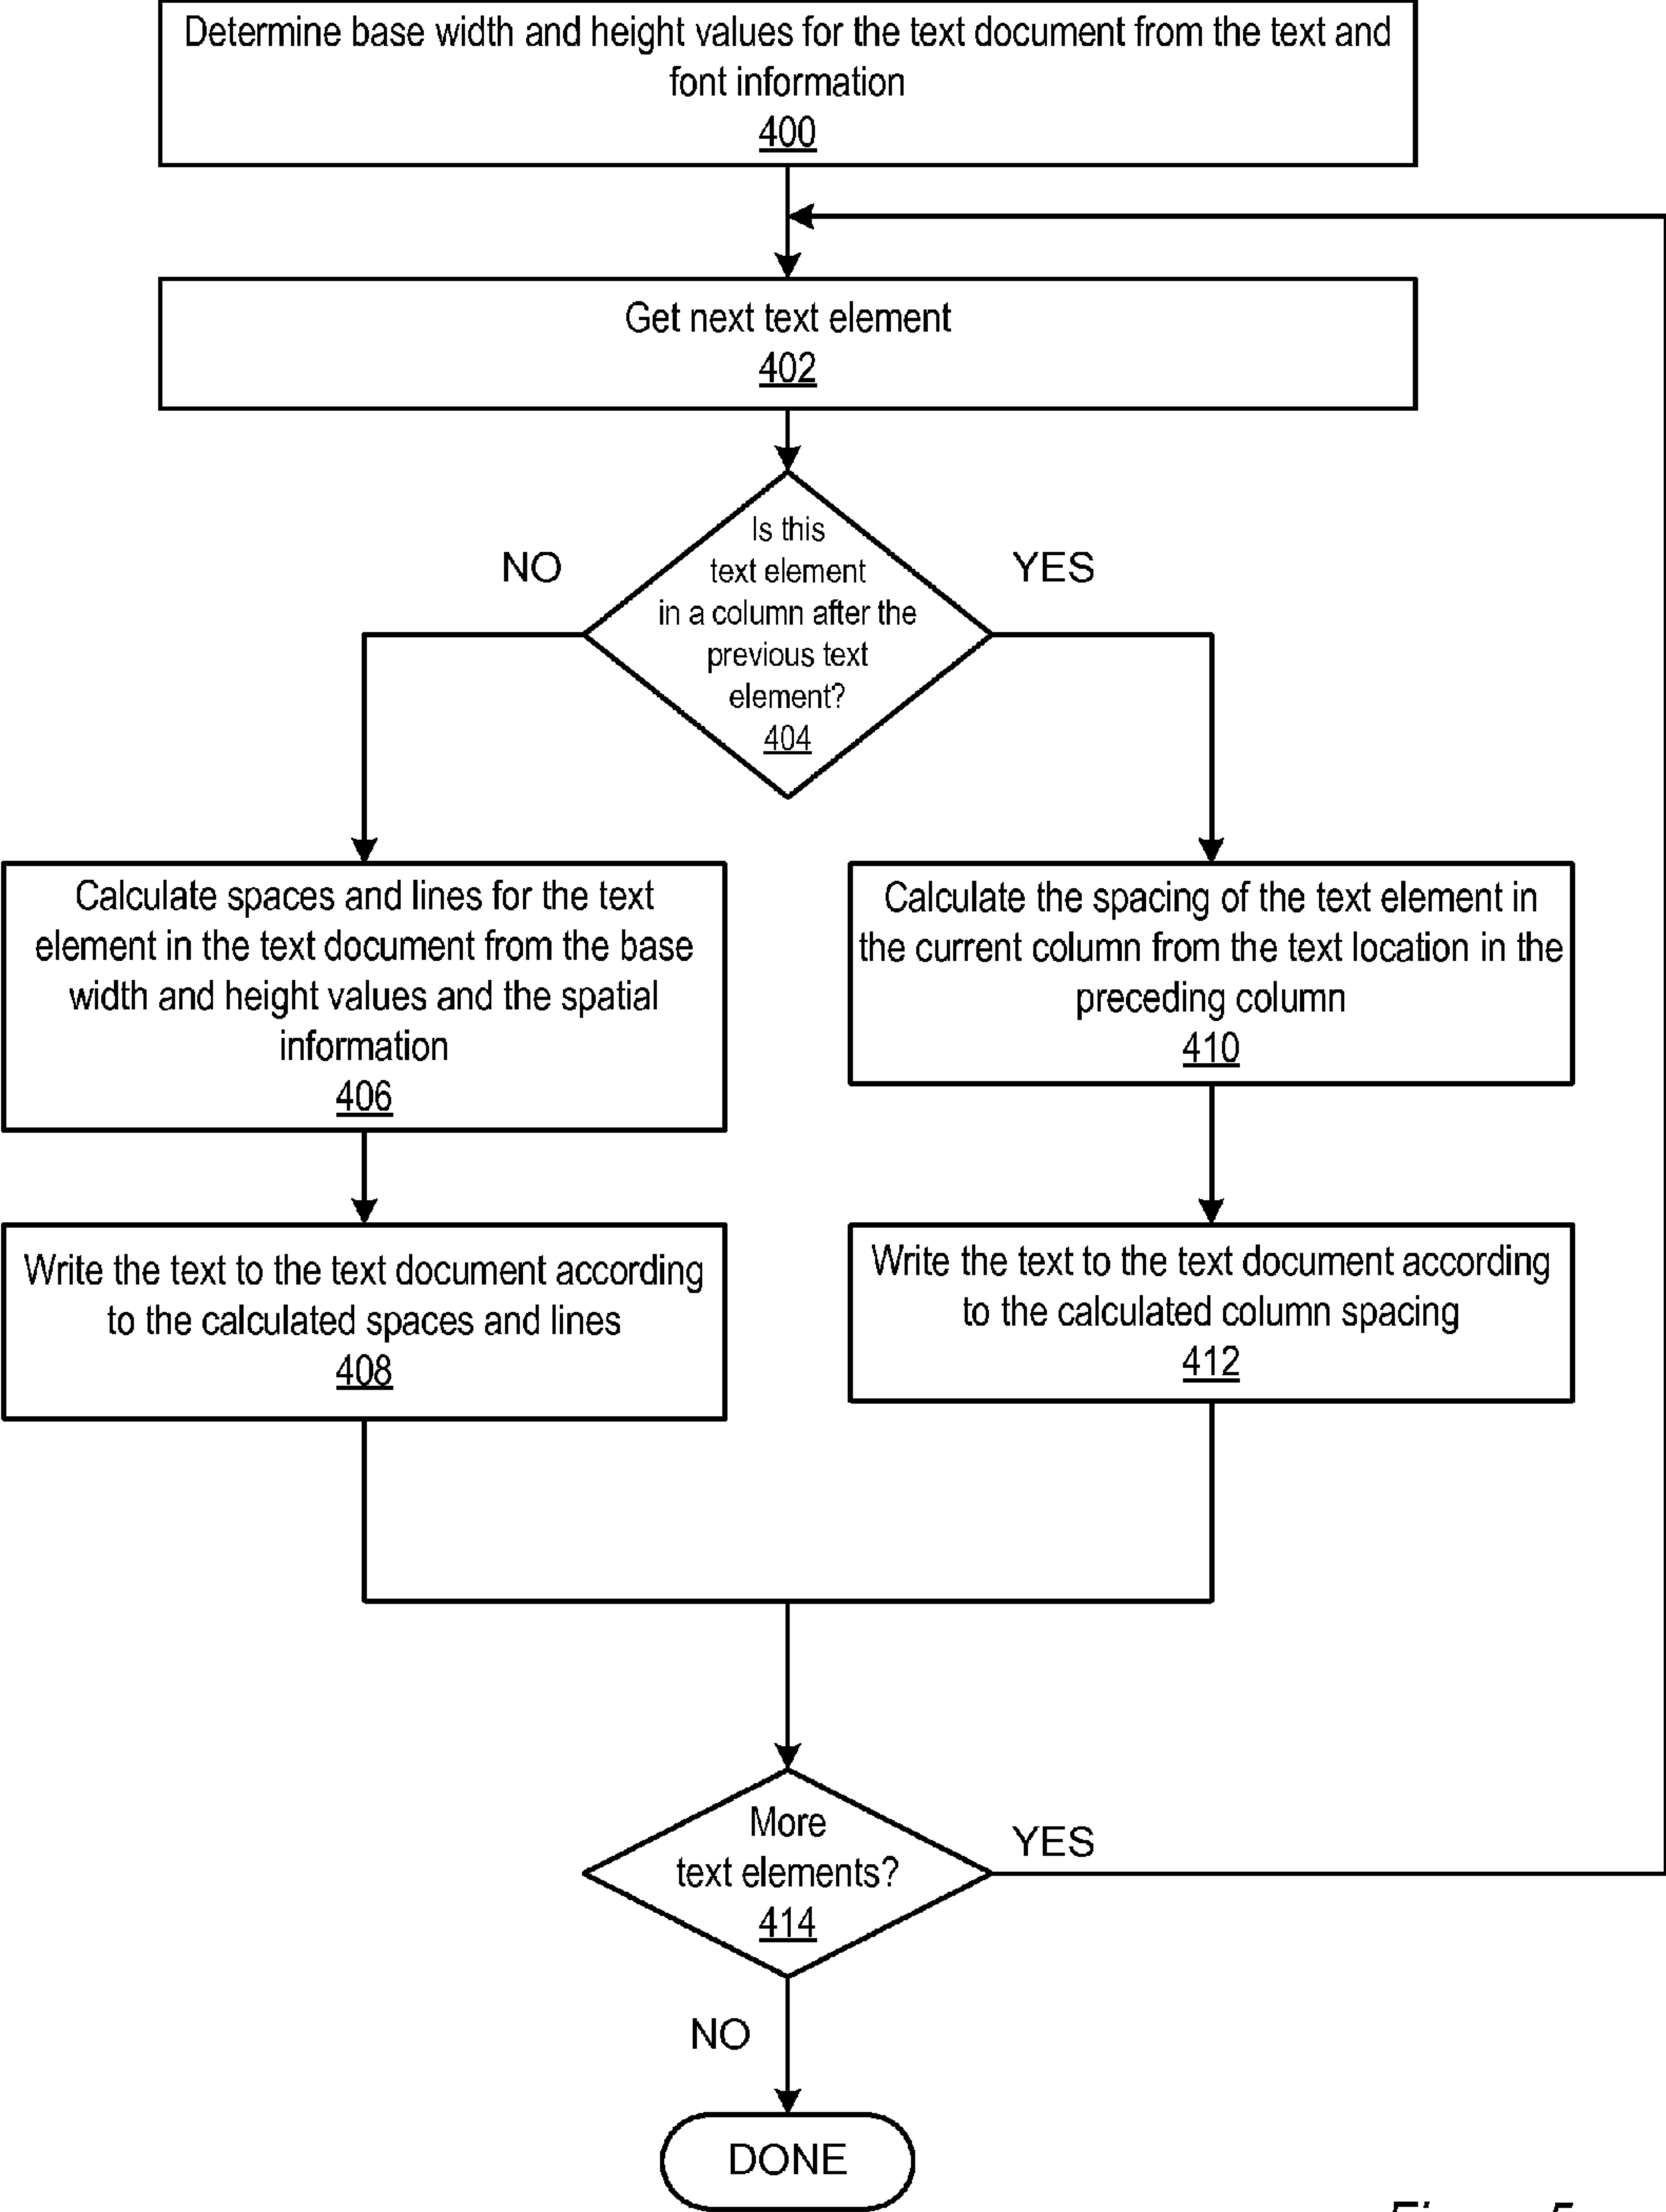 Determine base width and height values for the text document from the text and
font information
400
Get next text element
402
Is this
text element
in a column after the
previous text
element?
404
NO
YES
Calculate spaces and lines for the text
element in the text document from the base
width and height values and the spatial
information
406
Calculate the spacing of the text element in
the current column from the text location in the
preceding column
410
Write the text to the text document according
to the calculated spaces and lines
408
Write the text to the text document according
to the calculated column spacing
412
More
text elements?
414
YES
NO
DONE